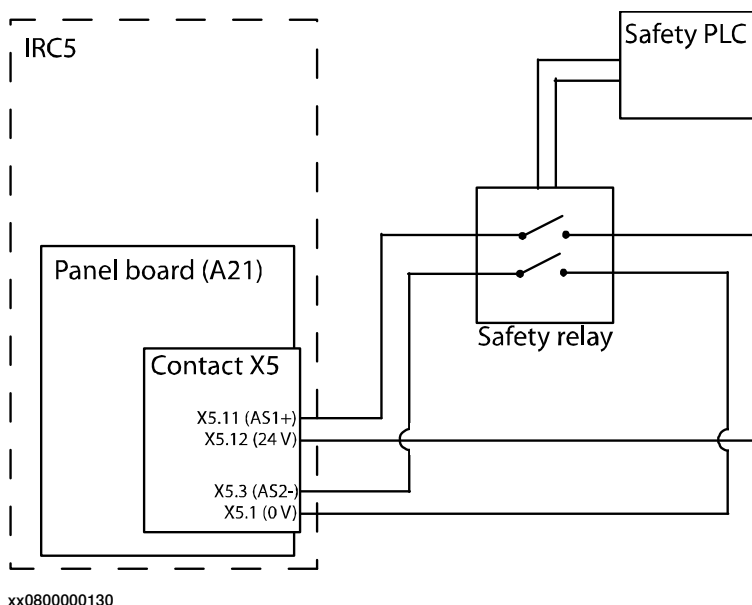 IRC5
Safety PLC
Panel board (A21)
Safety relay
Contact X5
X5.11 (AS1+)
X5.12 (24 V)
X5.3 (AS2-)
X5.1 (0 V)
xx0800000130